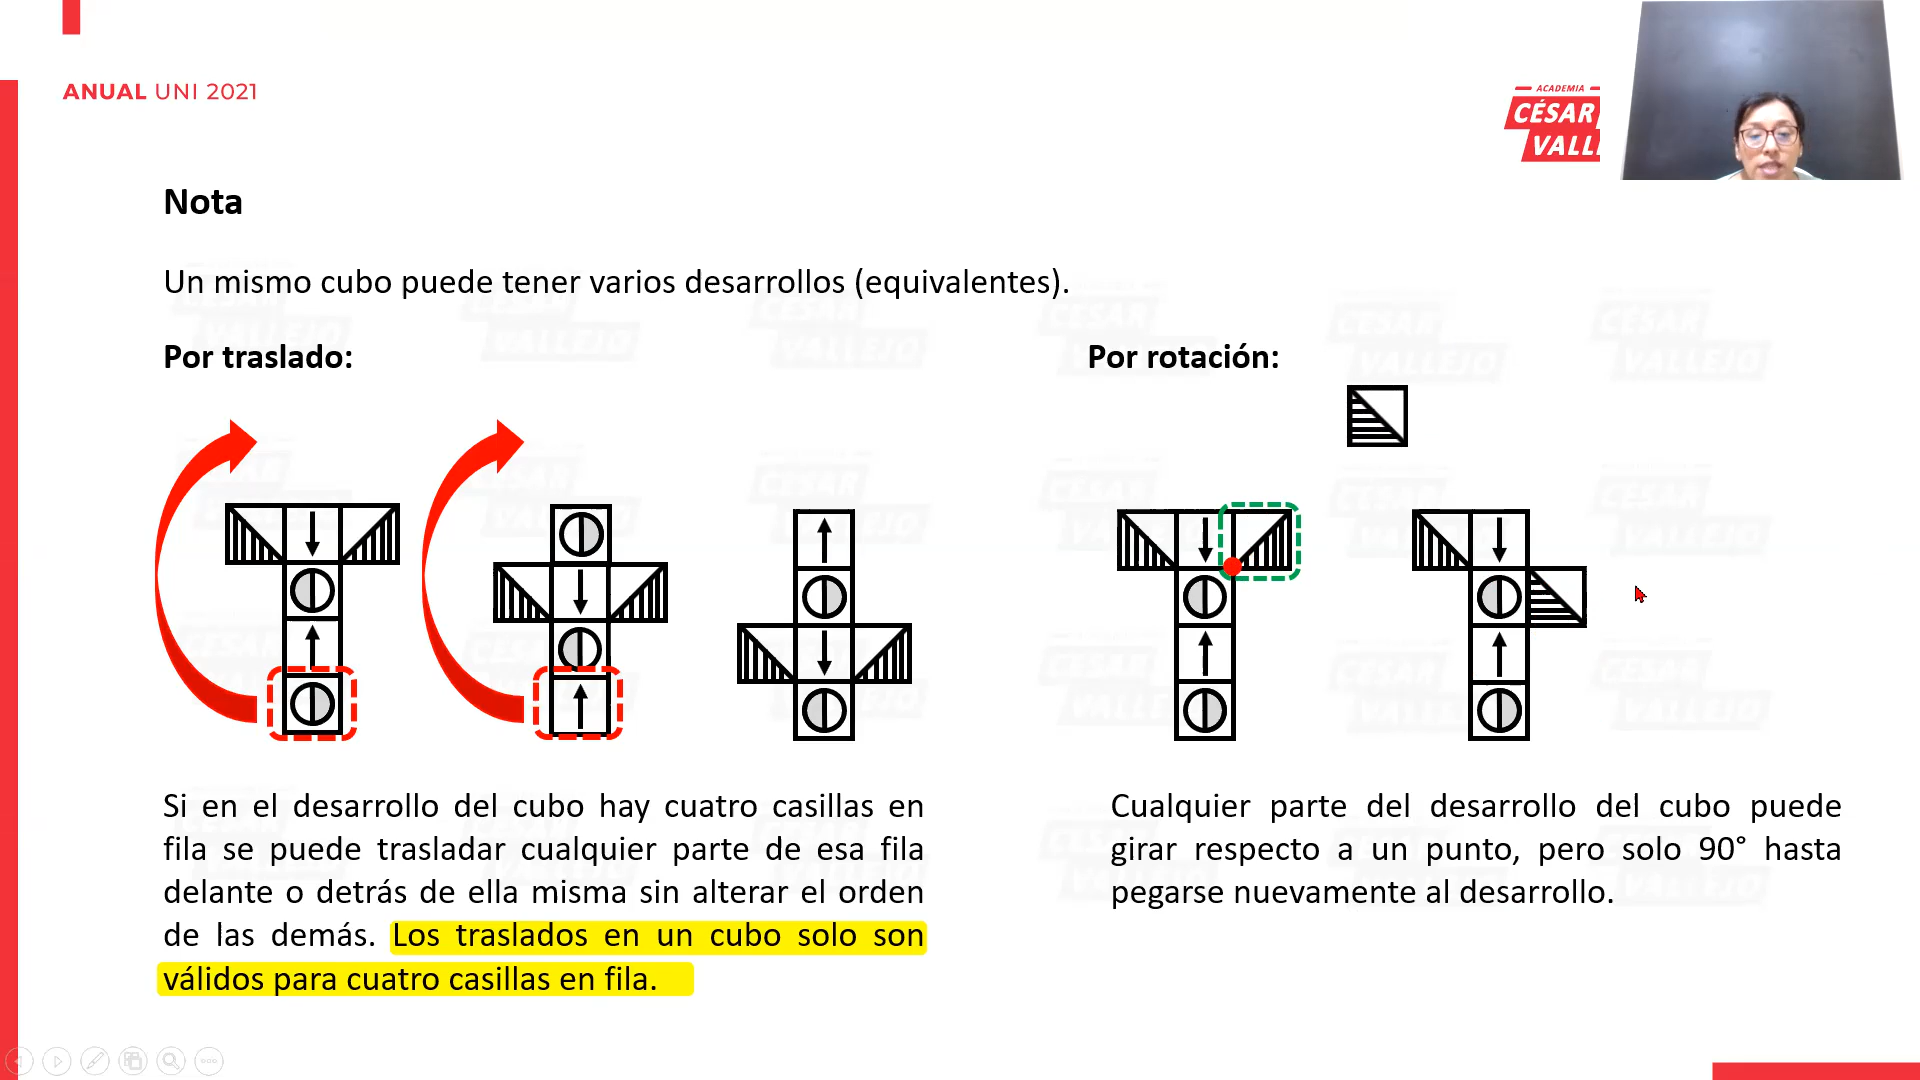 ANUAL UNI 2021
ACADEMIA
CÉSAR
VALL
Nota
Un mismo cubo puede tener varios desarrollos (equivalentes).
Por traslado:
Por rotación:
Si en el desarrollo del cubo hay cuatro casillas en
fila se puede trasladar cualquier parte de esa fila
delante o detrás de ella misma sin alterar el orden
de las demás. Los traslados en un cubo solo son
válidos para cuatro casillas en fila.
Cualquier parte del desarrollo del cubo puede
girar respecto a un punto, pero solo 90° hasta
pegarse nuevamente al desarrollo.